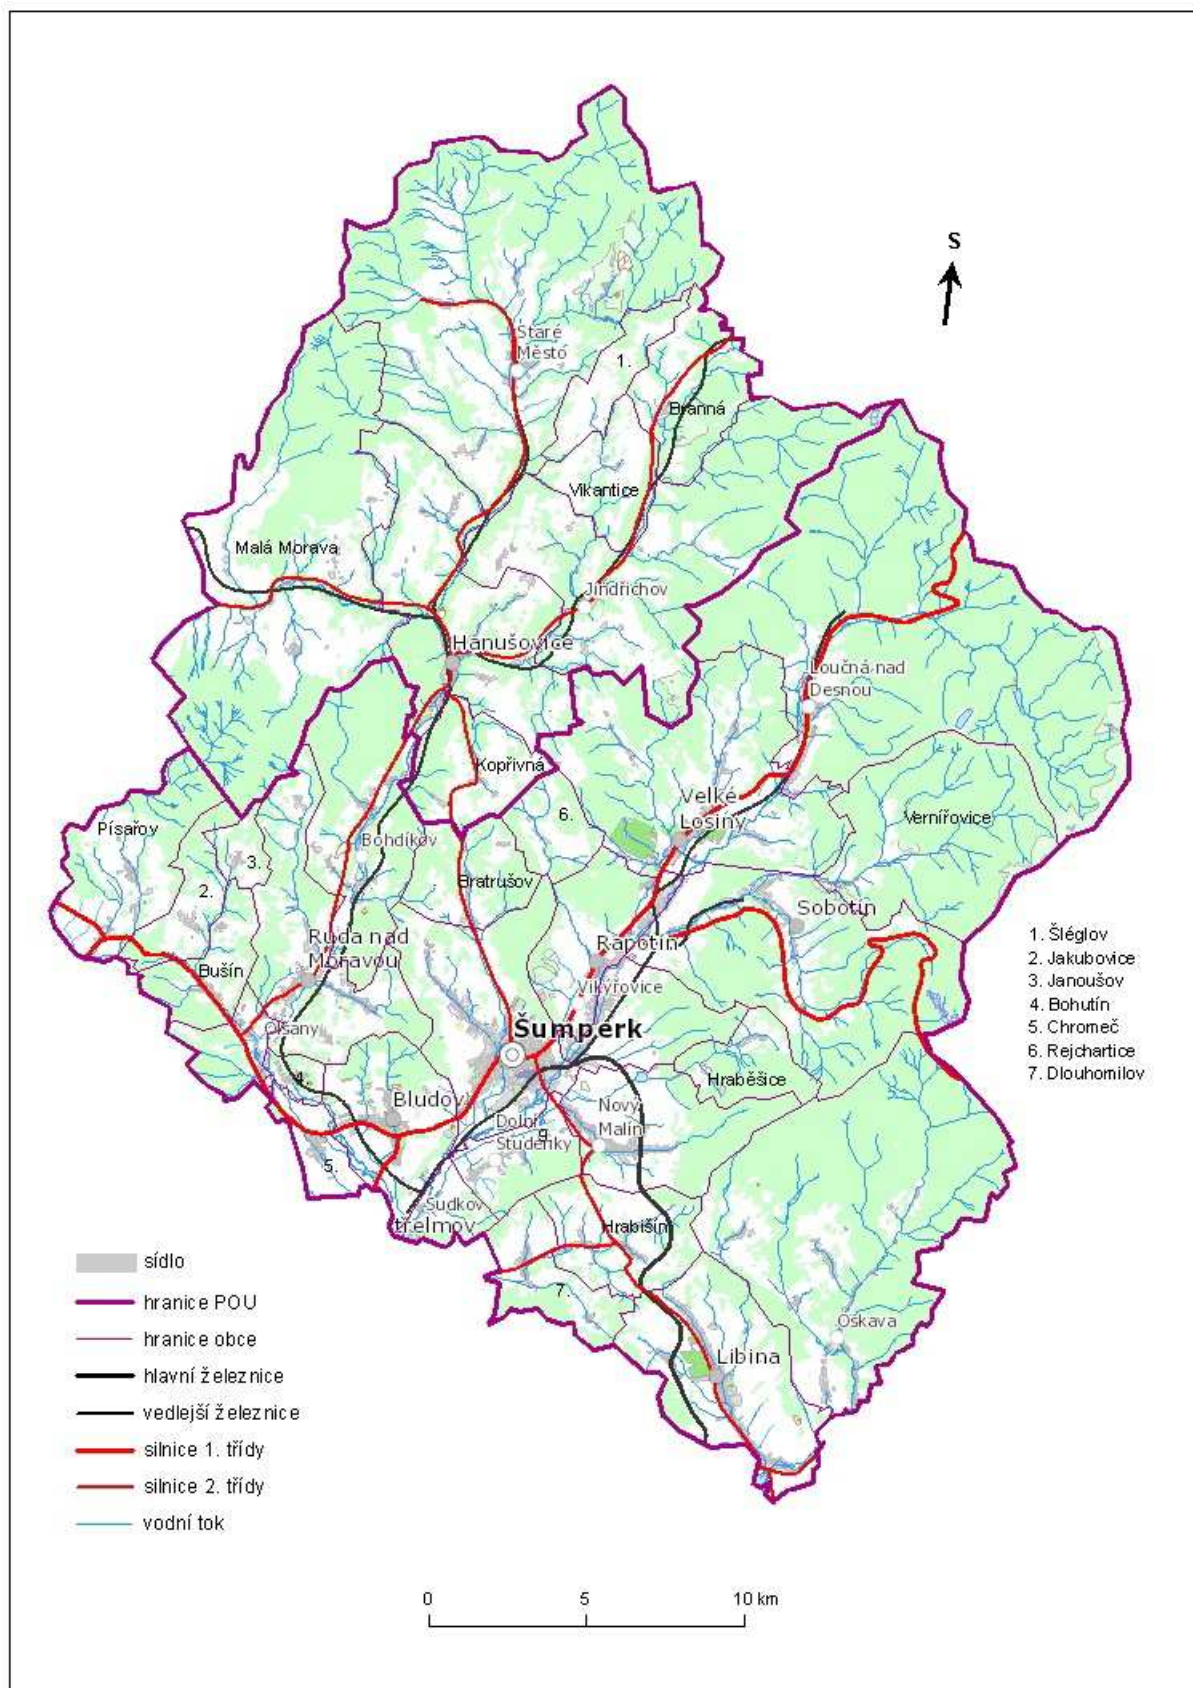 S
Staré
Město
1.
Branná
Vikantice
Malá Morava
Jindřichov
Hanušovice
Loučná nad
Desnou
Kopřivná
Velké
Losiny
6.
Vernířovice
Písařov
Bohdíkov
3.
2.
Bratrušov
Sobotín
Ruda nad
Moravou
Rapotín
Bušín
Vikýřovice
Olšany
Šumperk
4.
Hraběšice
Bludov
Nový
Malín
Dolní
Studénky
9.
5.
Sudkov
třelmov
Hrabišín
7.
Oskava
Libina
1. Šléglov
2. Jakubovice
3. Janoušov
4. Bohutín
5. Chromeč
6. Rejchartice
7. Dlouhomilov
sídlo
hranice POU
hranice obce
hlavní železnice
vedlejší železnice
silnice 1. třídy
silnice 2. třídy
vodní tok
0 5 10 km